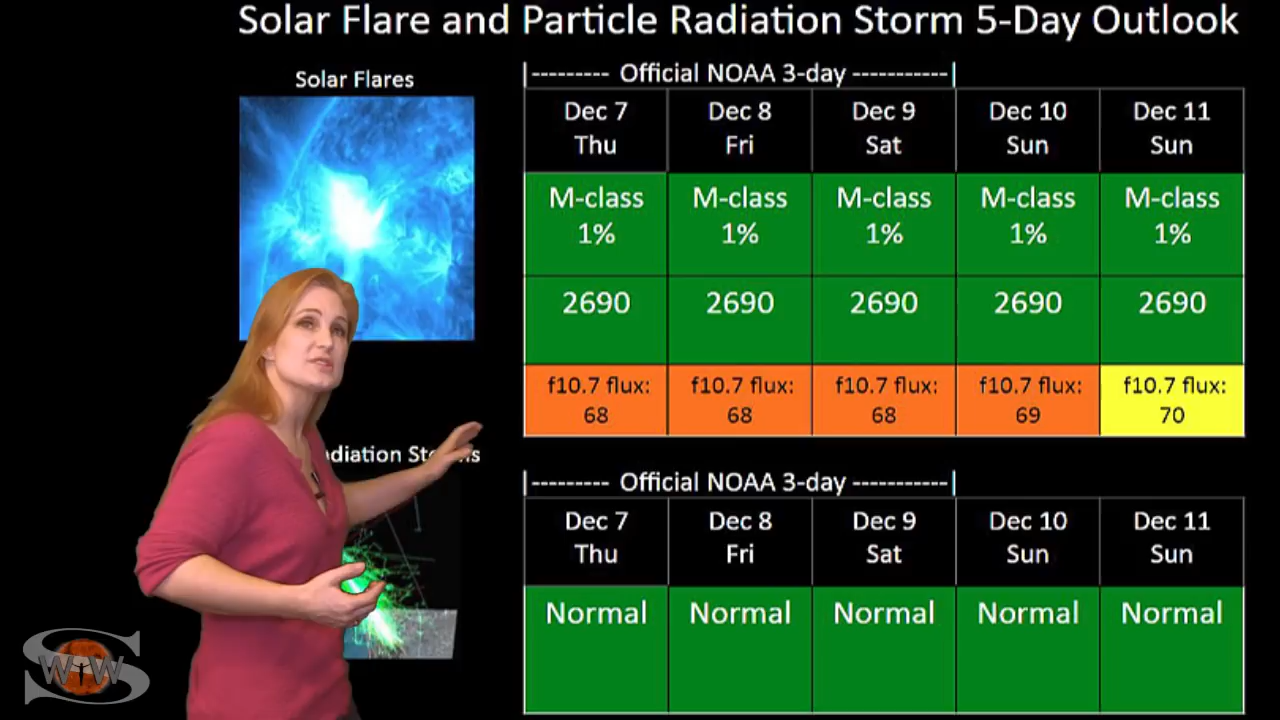 Solar Flare and Particle Radiation Storm 5-Day Outlook
Solar Flares
|--------- Official NOAA 3-day -----------|
Dec 7 Dec 8 Dec 9 Dec 10 Dec 11
Thu Fri Sat Sun Sun
M-class M-class M-class M-class M-class
1% 1% 1% 1% 1%
2690 2690 2690 2690 2690
f10.7 flux: f10.7 flux: f10.7 flux: f10.7 flux: f10.7 flux:
68 68 68 69 70
|--------- Official NOAA 3-day -----------|
Dec 7 Dec 8 Dec 9 Dec 10 Dec 11
Thu Fri Sat Sun Sun
Normal Normal Normal Normal Normal
S
WTW